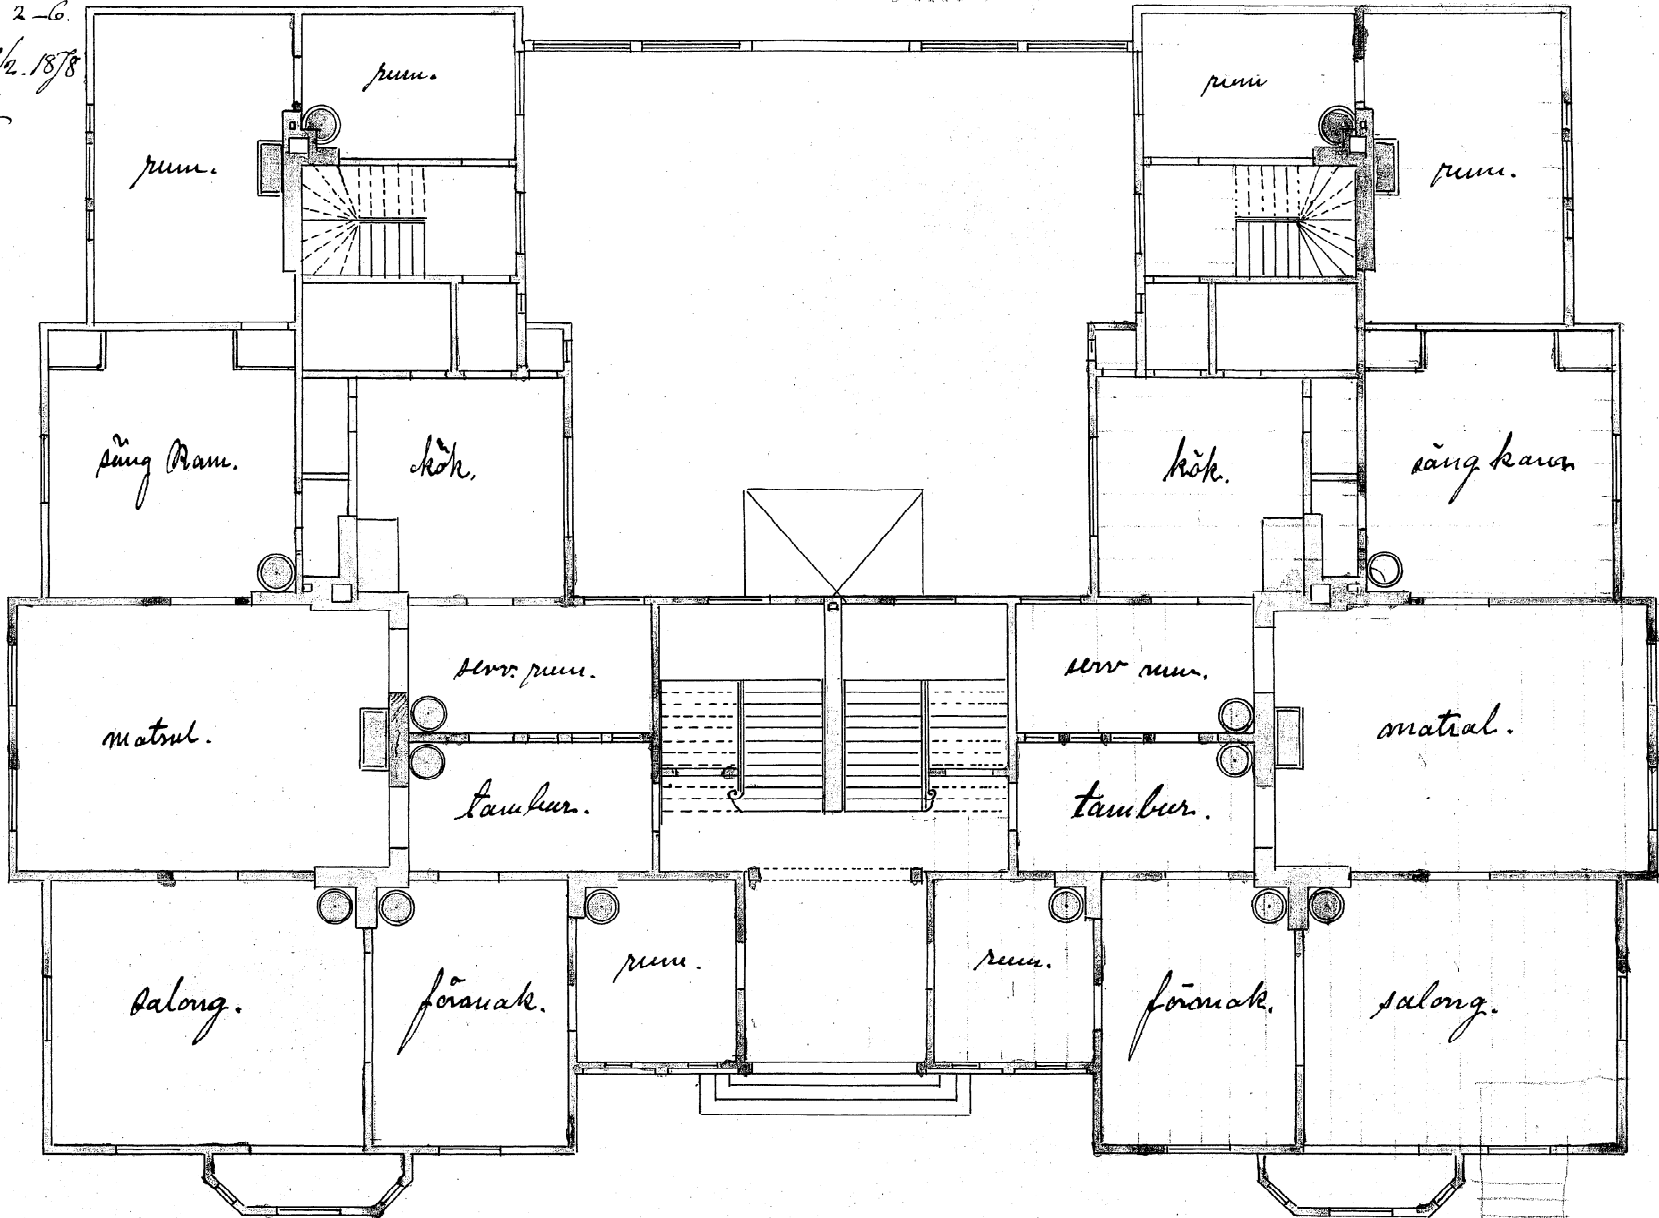 2-6.
/2.1878
rum.
rum.
rum
rum.
säng Kam.
kök.
kök.
säng kam
matsal.
serv. rum.
serv rum.
matsal.
tambur.
tambur.
salong.
förmak.
rum.
rum.
förmak.
salong.